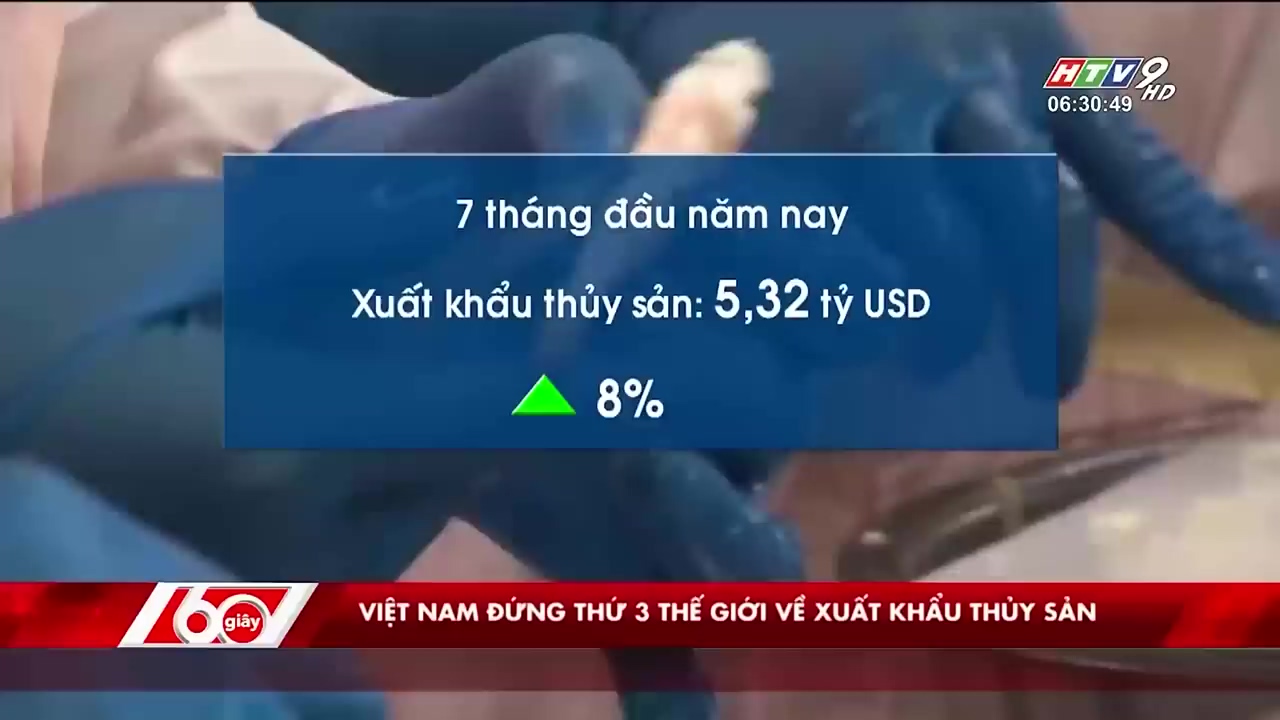 HTV9
HD
06:30:49
7 tháng đầu năm nay
Xuất khẩu thủy sản: 5,32 tỷ USD
8%
60 giây
VIỆT NAM ĐỨNG THỨ 3 THẾ GIỚI VỀ XUẤT KHẨU THỦY SẢN